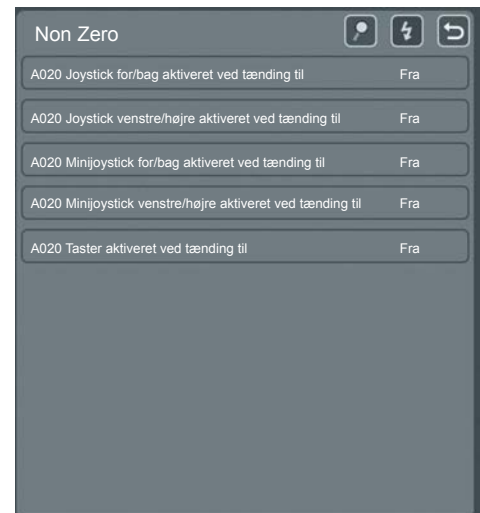 Non Zero
A020 Joystick for/bag aktiveret ved tænding til Fra
A020 Joystick venstre/højre aktiveret ved tænding til Fra
A020 Minijoystick for/bag aktiveret ved tænding til Fra
A020 Minijoystick venstre/højre aktiveret ved tænding til Fra
A020 Taster aktiveret ved tænding til Fra